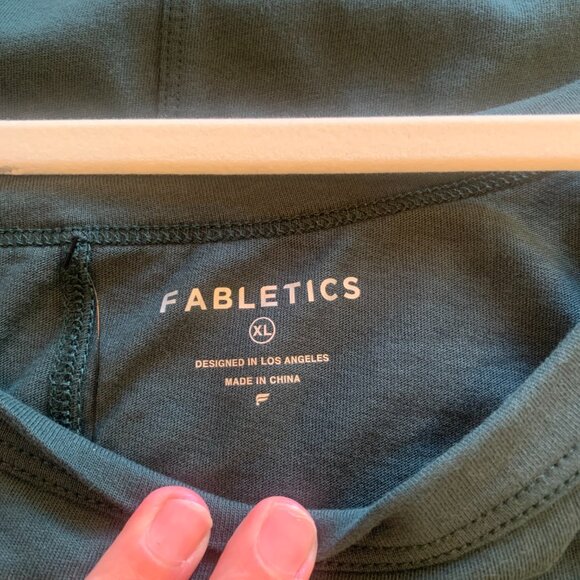 FABLETICS
XL
DESIGNED IN LOS ANGELES
MADE IN CHINA